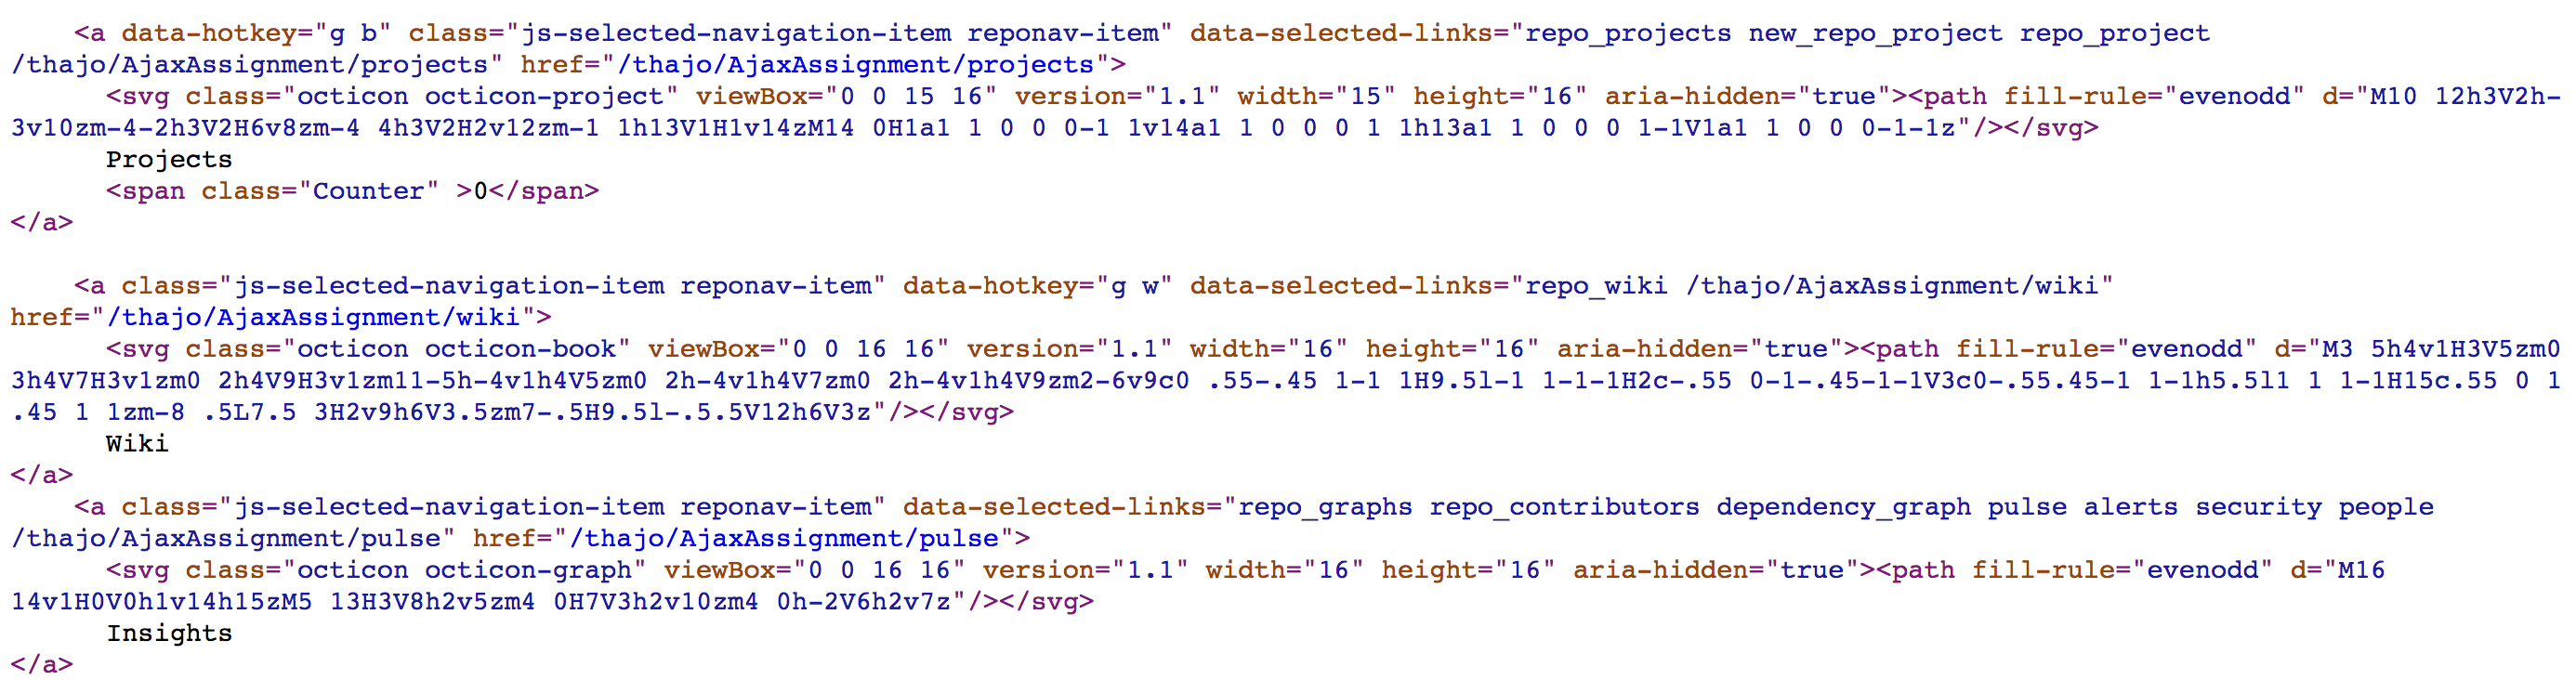 <a data-hotkey="g b" class="js-selected-navigation-item reponav-item" data-selected-links="repo_projects new_repo_project repo_project
/thajo/AjaxAssignment/projects" href="/thajo/AjaxAssignment/projects">
<svg class="octicon octicon-project" viewBox="0 0 15 16" version="1.1" width="15" height="16" aria-hidden="true"><path fill-rule="evenodd" d="M10 12h3V2h-
3v10zm-4-2h3V2H6v8zm-4 4h3V2H2v12zm-1 1h13V1H1v14zM14 0H1a1 1 0 0 0-1 1v14a1 1 0 0 0 1 1h13a1 1 0 0 0 1-1V1a1 1 0 0 0-1-1z"/></svg>
Projects
<span class="Counter" >0</span>
</a>
<a class="js-selected-navigation-item reponav-item" data-hotkey="g w" data-selected-links="repo_wiki /thajo/AjaxAssignment/wiki"
href="/thajo/AjaxAssignment/wiki">
<svg class="octicon octicon-book" viewBox="0 0 16 16" version="1.1" width="16" height="16" aria-hidden="true"><path fill-rule="evenodd" d="M3 5h4v1H3V5zm0
3h4V7H3v1zm0 2h4V9H3v1zm11-5h-4v1h4V5zm0 2h-4v1h4V7zm0 2h-4v1h4V9zm2-6v9c0 .55-.45 1-1 1H9.5l-1 1-1-1H2c-.55 0-1-.45-1-1V3c0-.55.45-1 1-1h5.5l1 1 1-1H15c.55 0 1
.45 1 1zm-8 .5L7.5 3H2v9h6V3.5zm7-.5H9.5l-.5.5V12h6V3z"/></svg>
Wiki
</a>
<a class="js-selected-navigation-item reponav-item" data-selected-links="repo_graphs repo_contributors dependency_graph pulse alerts security people
/thajo/AjaxAssignment/pulse" href="/thajo/AjaxAssignment/pulse">
<svg class="octicon octicon-graph" viewBox="0 0 16 16" version="1.1" width="16" height="16" aria-hidden="true"><path fill-rule="evenodd" d="M16
14v1H0V0h1v14h15zM5 13H3V8h2v5zm4 0H7V3h2v10zm4 0h-2V6h2v7z"/></svg>
Insights
</a>